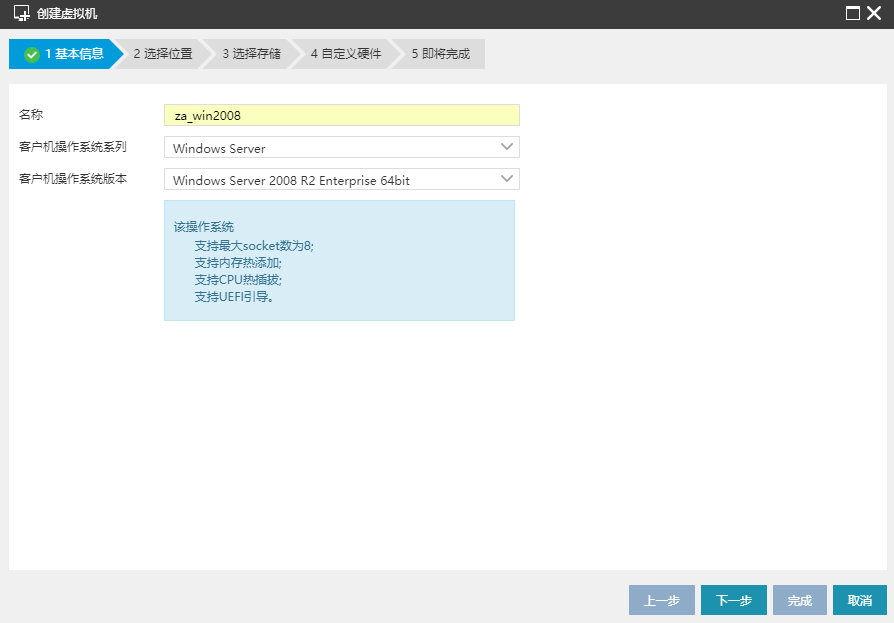 创建虚拟机
1 基本信息
2 选择位置
3 选择存储
4 自定义硬件
5 即将完成
名称
za_win2008
客户机操作系统系列
Windows Server
客户机操作系统版本
Windows Server 2008 R2 Enterprise 64bit
该操作系统
支持最大socket数为8;
支持内存热添加;
支持CPU热插拔;
支持UEFI引导。
上一步
下一步
完成
取消